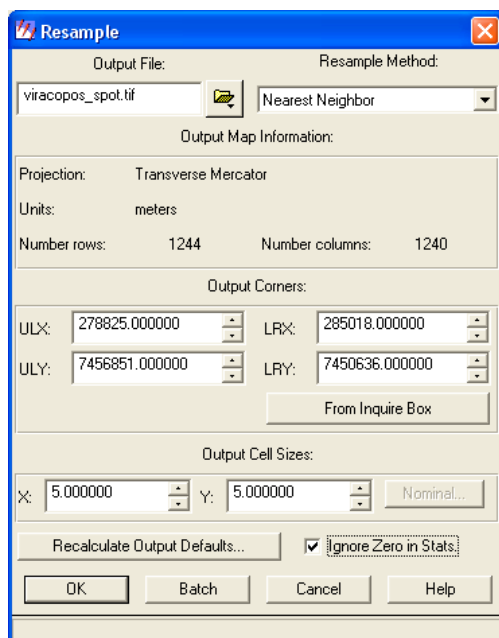 Resample
Output File:
Resample Method:
viracopos_spot.tif
Nearest Neighbor
Output Map Information:
Projection: Transverse Mercator
Units: meters
Number rows: 1244 Number columns: 1240
Output Corners:
ULX: 278825.000000 LRX: 285018.000000
ULY: 7456851.000000 LRY: 7450636.000000
From Inquire Box
Output Cell Sizes:
X: 5.000000 Y: 5.000000 Nominal...
Recalculate Output Defaults... Ignore Zero in Stats.
OK Batch Cancel Help